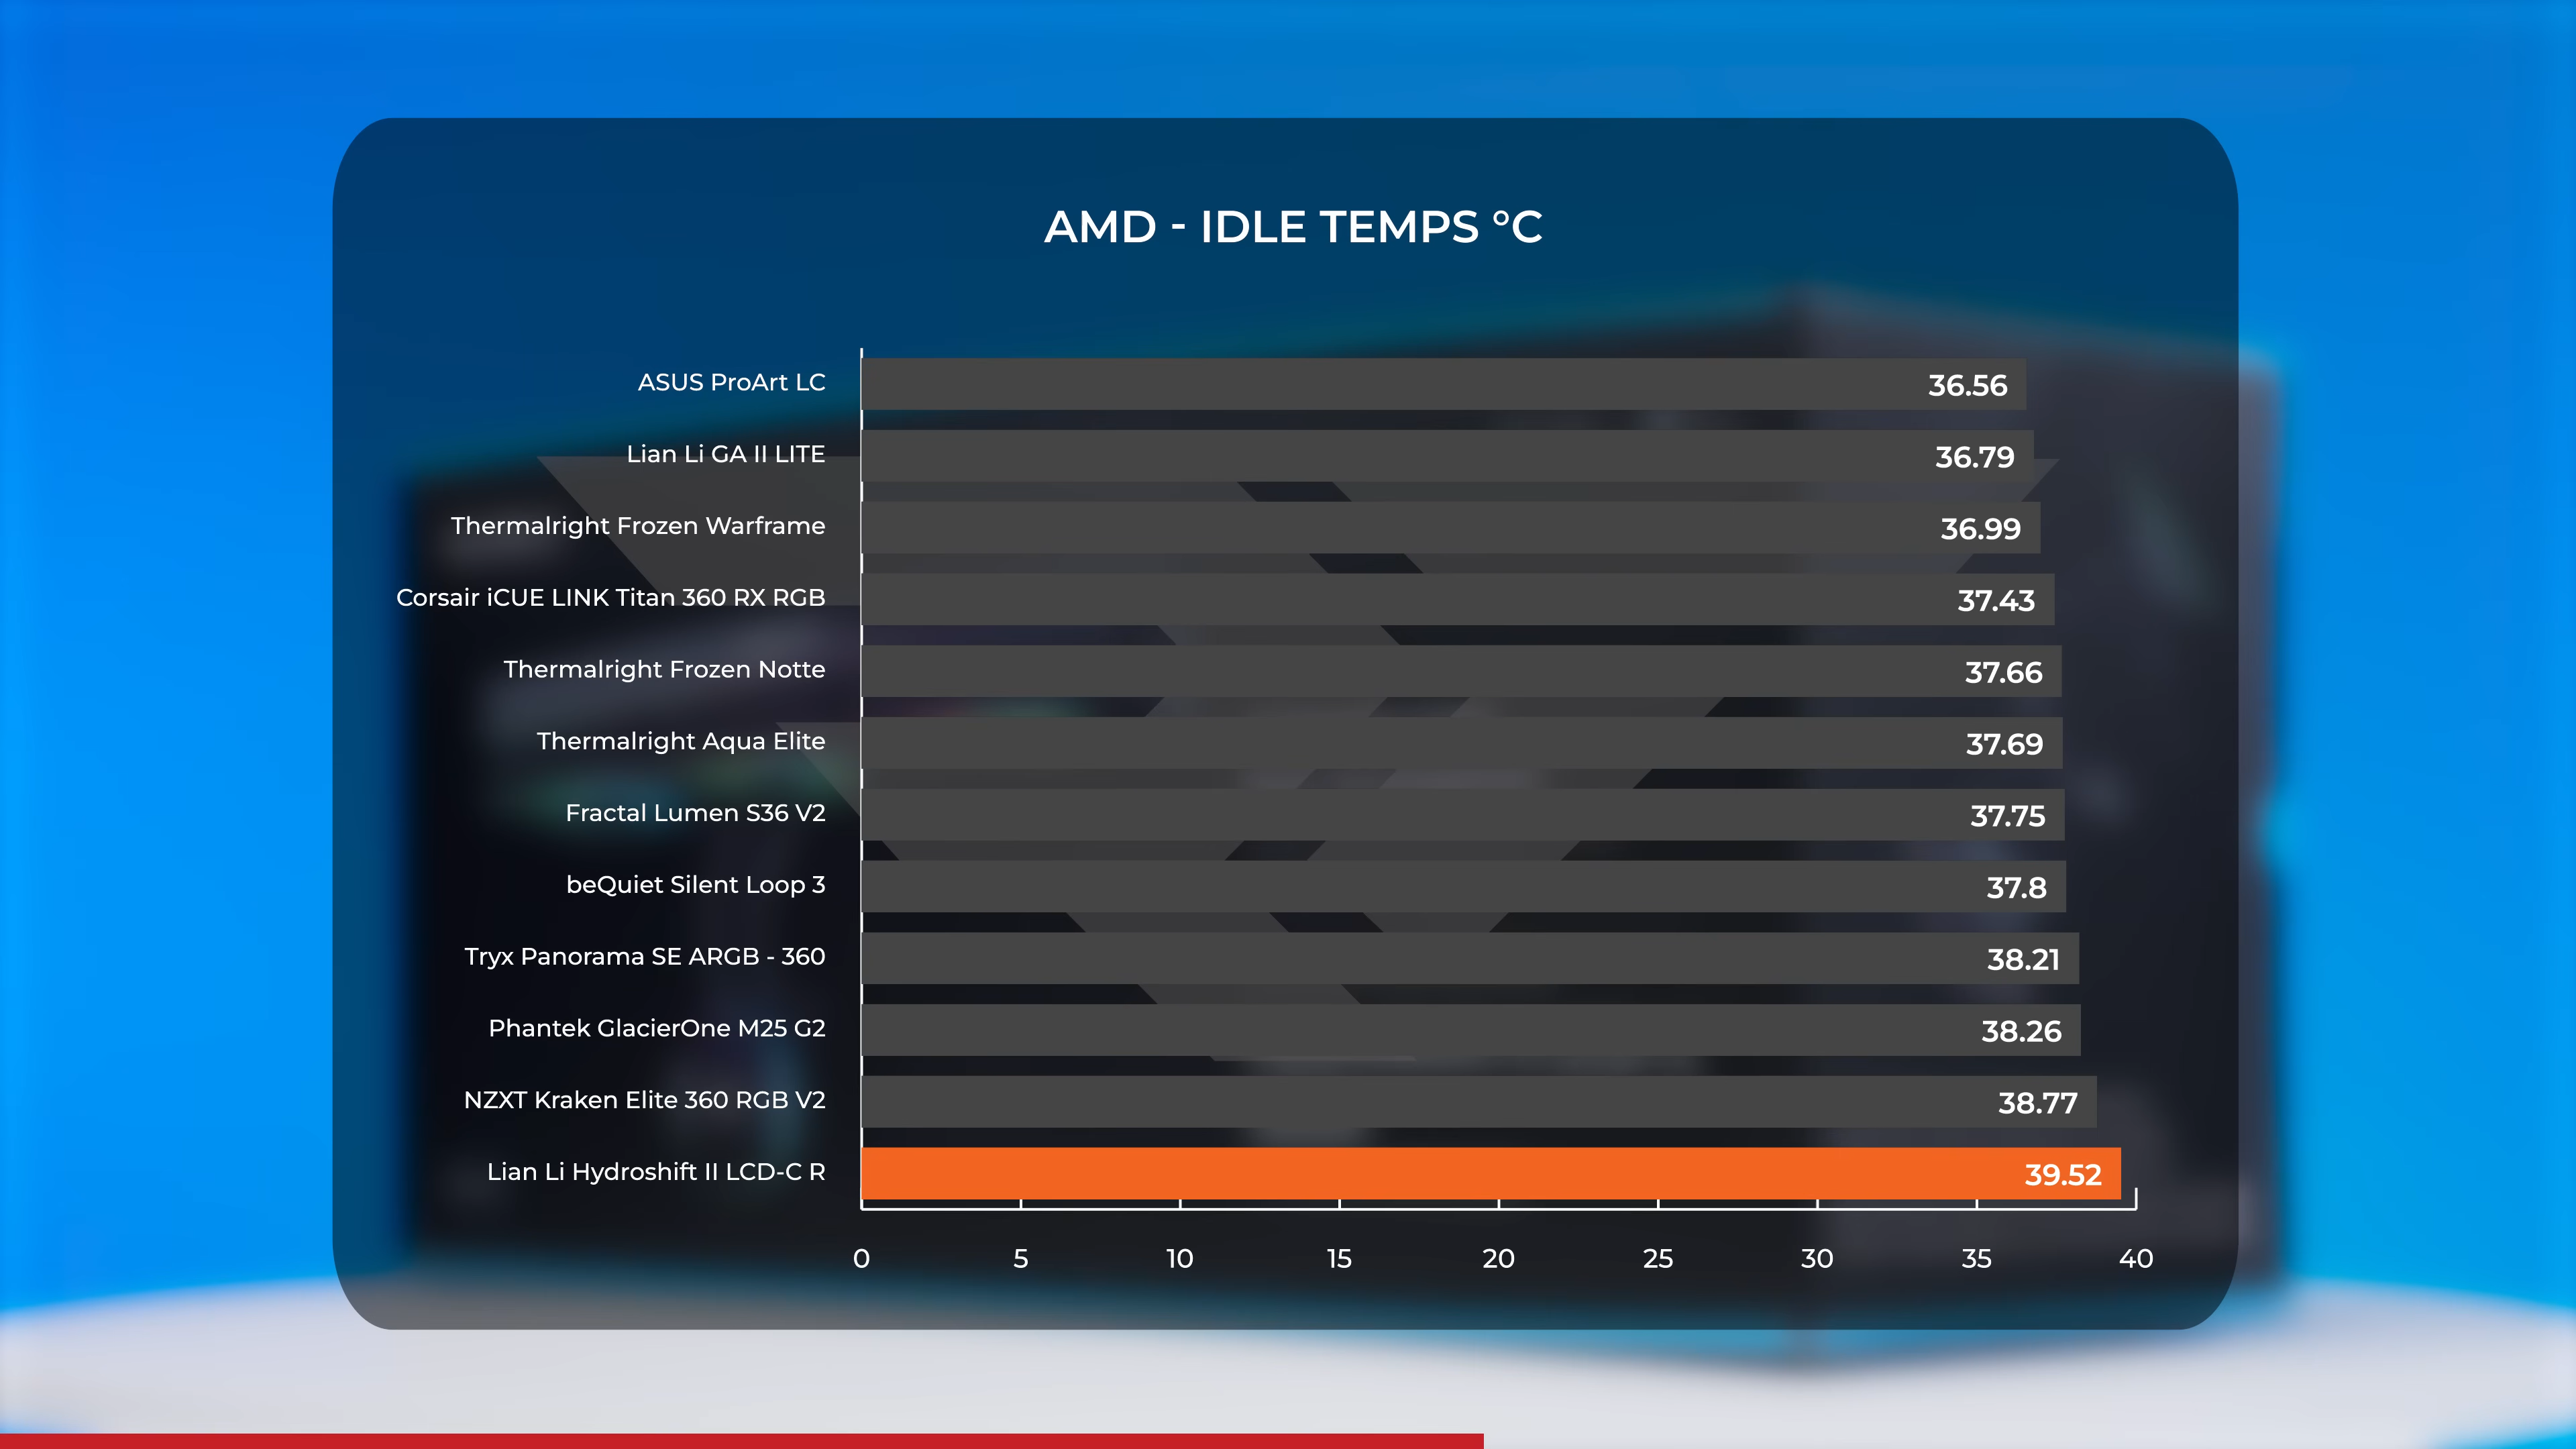 AMD - IDLE TEMPS °C
ASUS ProArt LC 36.56
Lian Li GA II LITE 36.79
Thermalright Frozen Warframe 36.99
Corsair iCUE LINK Titan 360 RX RGB 37.43
Thermalright Frozen Notte 37.66
Thermalright Aqua Elite 37.69
Fractal Lumen S36 V2 37.75
beQuiet Silent Loop 3 37.8
Tryx Panorama SE ARGB - 360 38.21
Phantek GlacierOne M25 G2 38.26
NZXT Kraken Elite 360 RGB V2 38.77
Lian Li Hydroshift II LCD-C R 39.52
0 5 10 15 20 25 30 35 40